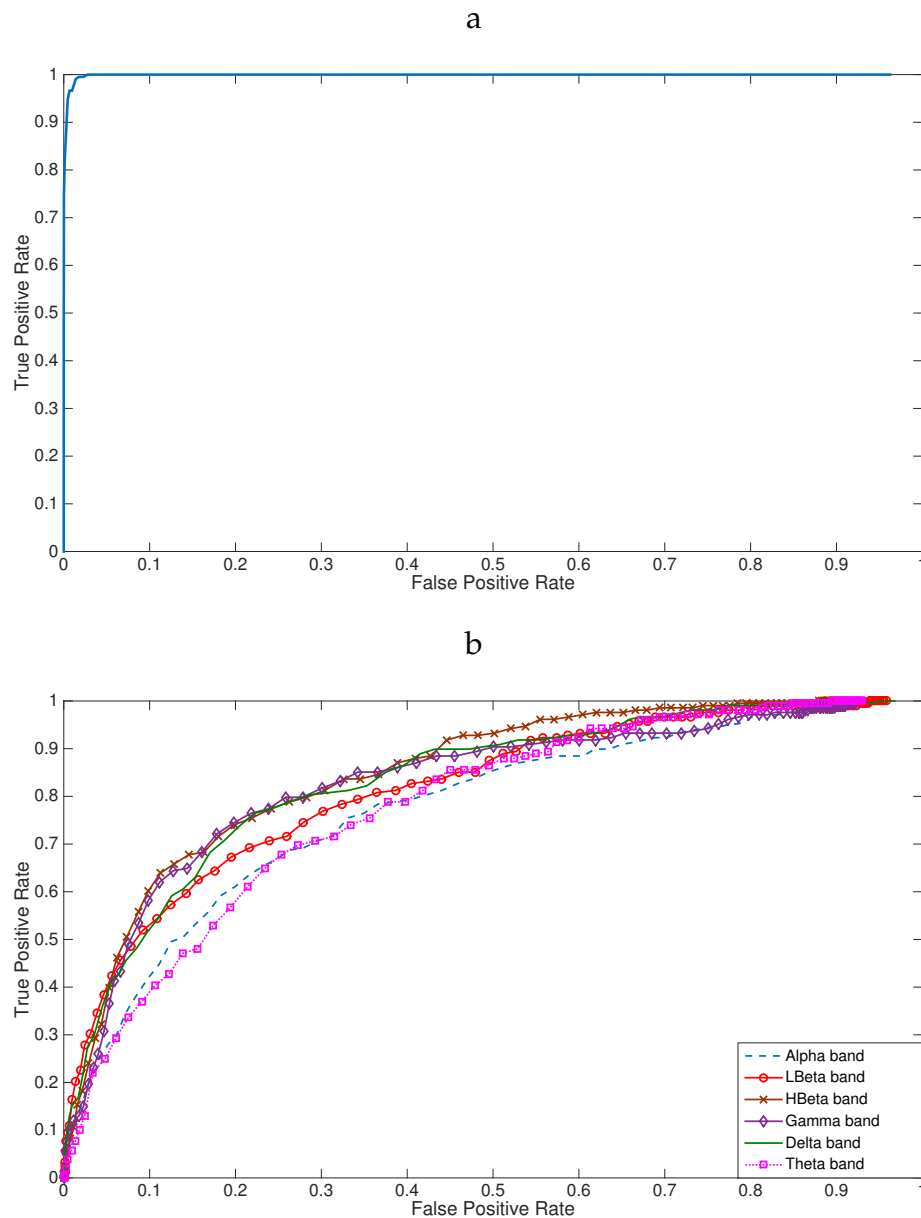 a
1
0.9
0.8
0.7
0.6
0.5
0.4
0.3
0.2
0.1
0
True Positive Rate
0 0.1 0.2 0.3 0.4 0.5 0.6 0.7 0.8 0.9 1
False Positive Rate
b
1
0.9
0.8
0.7
0.6
0.5
0.4
0.3
0.2
0.1
0
True Positive Rate
Alpha band
LBeta band
HBeta band
Gamma band
Delta band
Theta band
0 0.1 0.2 0.3 0.4 0.5 0.6 0.7 0.8 0.9 1
False Positive Rate